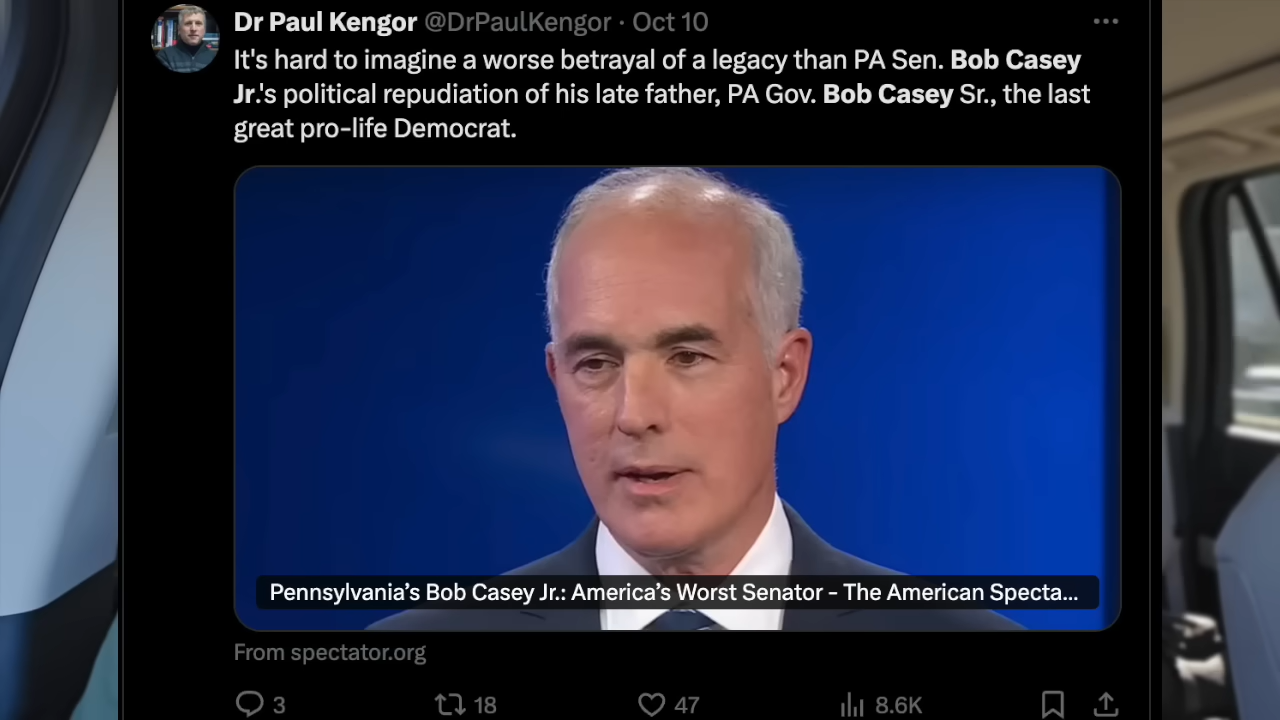 Dr Paul Kengor @DrPaulKengor · Oct 10
It's hard to imagine a worse betrayal of a legacy than PA Sen. Bob Casey
Jr.'s political repudiation of his late father, PA Gov. Bob Casey Sr., the last
great pro-life Democrat.
Pennsylvania's Bob Casey Jr.: America's Worst Senator - The American Specta...
From spectator.org
3 18 47 8.6K